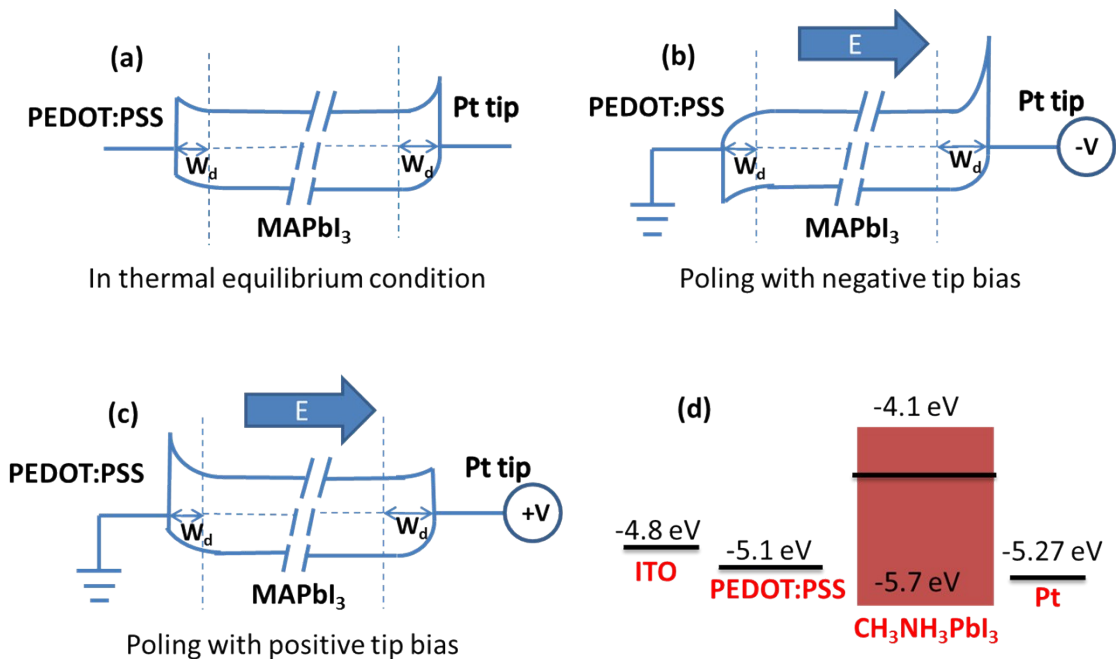 (a)
PEDOT:PSS
Pt tip
Wd
Wd
MAPbI3
In thermal equilibrium condition
(b)
E
PEDOT:PSS
Pt tip
Wd
Wd
-V
MAPbI3
Poling with negative tip bias
(c)
E
PEDOT:PSS
Pt tip
Wd
Wd
+V
MAPbI3
Poling with positive tip bias
(d)
-4.1 eV
-4.8 eV
ITO
-5.1 eV
PEDOT:PSS
-5.7 eV
CH3NH3PbI3
-5.27 eV
Pt